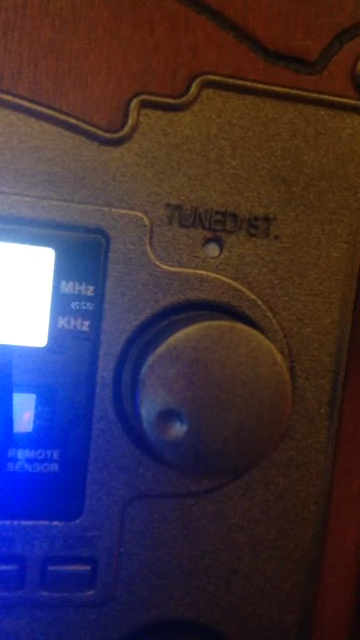 TUNED/ST.
MHz
KHz
REMOTE
SENSOR